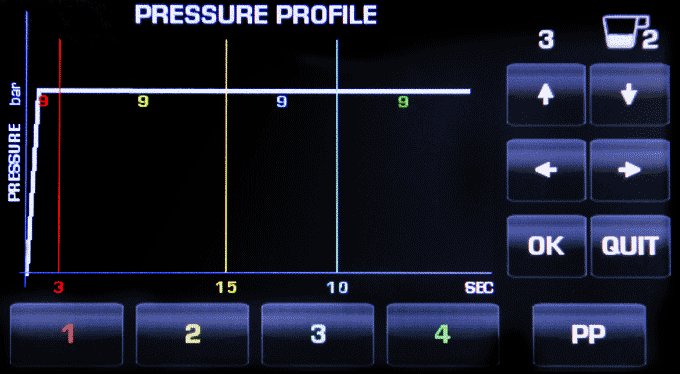 PRESSURE PROFILE
3 2
PRESSURE bar
9 9 9 9
OK QUIT
3 15 10 SEC
1 2 3 4 PP